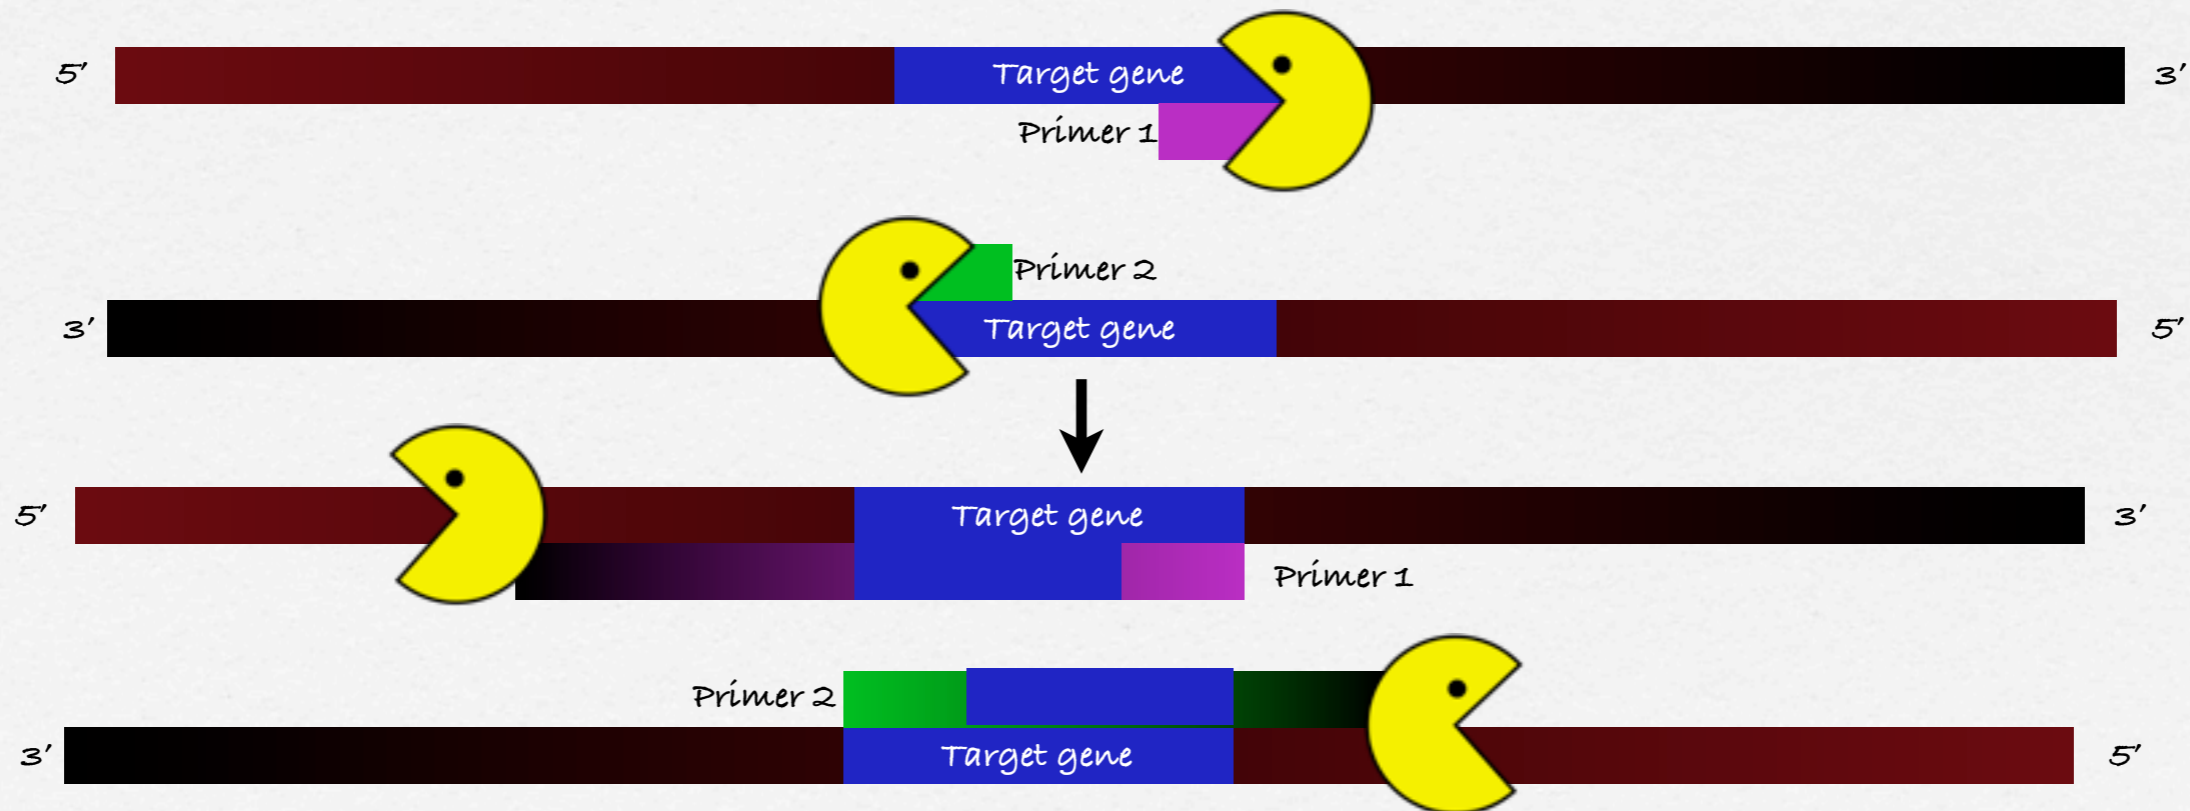 5'
Target gene
3'
Primer 1
Primer 2
3'
Target gene
5'
5'
Target gene
3'
Primer 1
Primer 2
3'
Target gene
5'